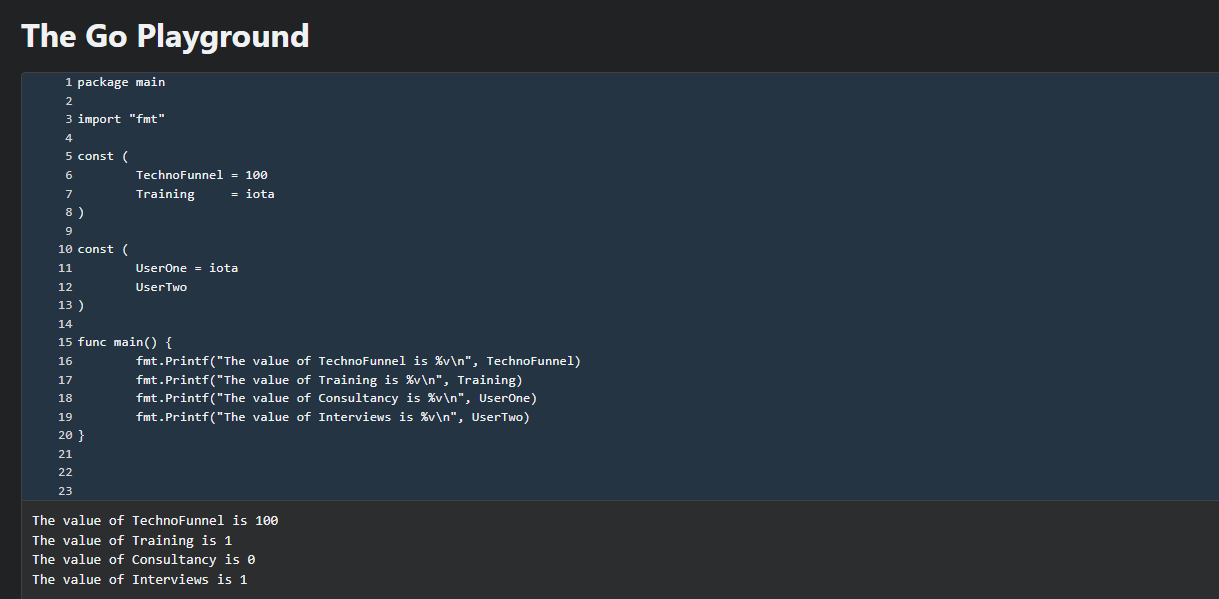 The Go Playground
1 package main
2
3 import "fmt"
4
5 const (
6 TechnoFunnel = 100
7 Training = iota
8 )
9
10 const (
11 UserOne = iota
12 UserTwo
13 )
14
15 func main() {
16 fmt.Printf("The value of TechnoFunnel is %v\n", TechnoFunnel)
17 fmt.Printf("The value of Training is %v\n", Training)
18 fmt.Printf("The value of Consultancy is %v\n", UserOne)
19 fmt.Printf("The value of Interviews is %v\n", UserTwo)
20 }
21
22
23
The value of TechnoFunnel is 100
The value of Training is 1
The value of Consultancy is 0
The value of Interviews is 1